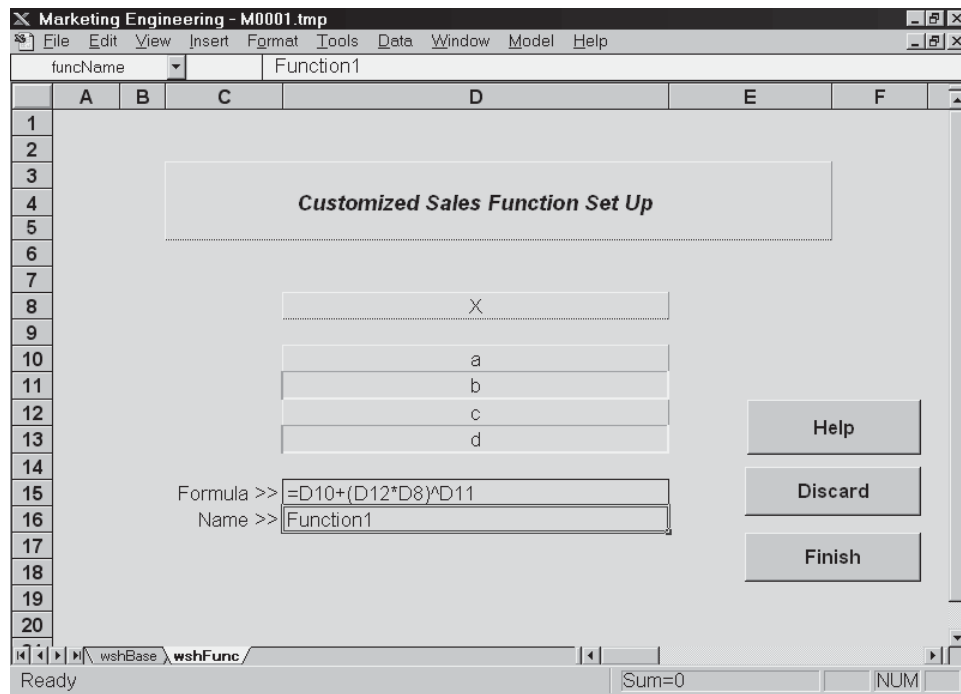 Marketing Engineering - M0001.tmp
File Edit View Insert Format Tools Data Window Model Help
funcName Function1
A B C D E F
1
2
3
4 Customized Sales Function Set Up
5
6
7
8 X
9
10 a
11 b
12 c
13 d
Help
14
15 Formula >> =D10+(D12*D8)^D11
Discard
16 Name >> Function1
17
Finish
18
19
20
wshBase wshFunc
Ready Sum=0 NUM